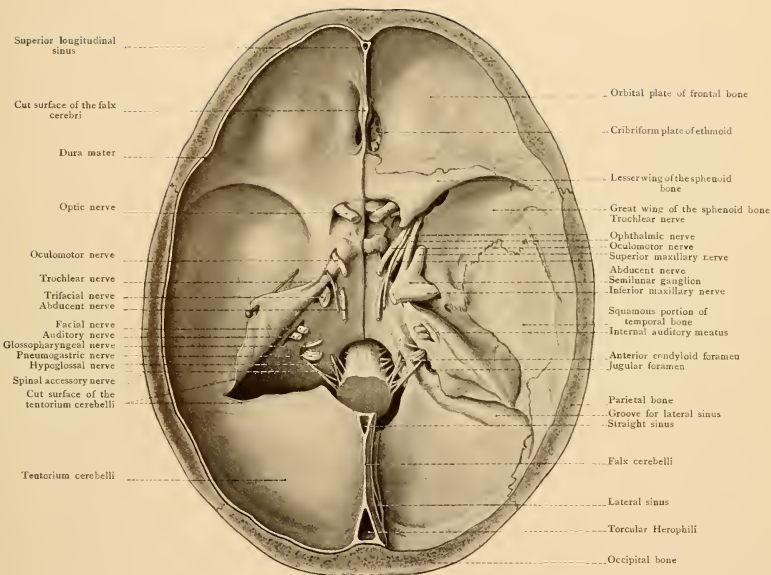 Superior longitudinal
sinus
Cut surface of the falx
cerebri
Dura mater
Optic nerve
Oculomotor nerve
Trochlear nerve
Trifacial nerve
Abducent nerve
Facial nerve
Auditory nerve
Glossopharyngeal nerve
Pneumogastric nerve
Hypoglossal nerve
Spinal accessory nerve
Cut surface of the
tentorium cerebelli
Tentorium cerebelli
Orbital plate of frontal bone
Cribriform plate of ethmoid
Lesser wing of the sphenoid
bone
Great wing of the sphenoid bone
Trochlear nerve
Ophthalmic nerve
Oculomotor nerve
Superior maxillary nerve
Abducent nerve
Semilunar ganglion
Inferior maxillary nerve
Squamous portion of
temporal bone
Internal auditory meatus
Anterior condyloid foramen
Jugular foramen
Parietal bone
Groove for lateral sinus
Straight sinus
Falx cerebelli
Lateral sinus
Torcular Herophili
Occipital bone